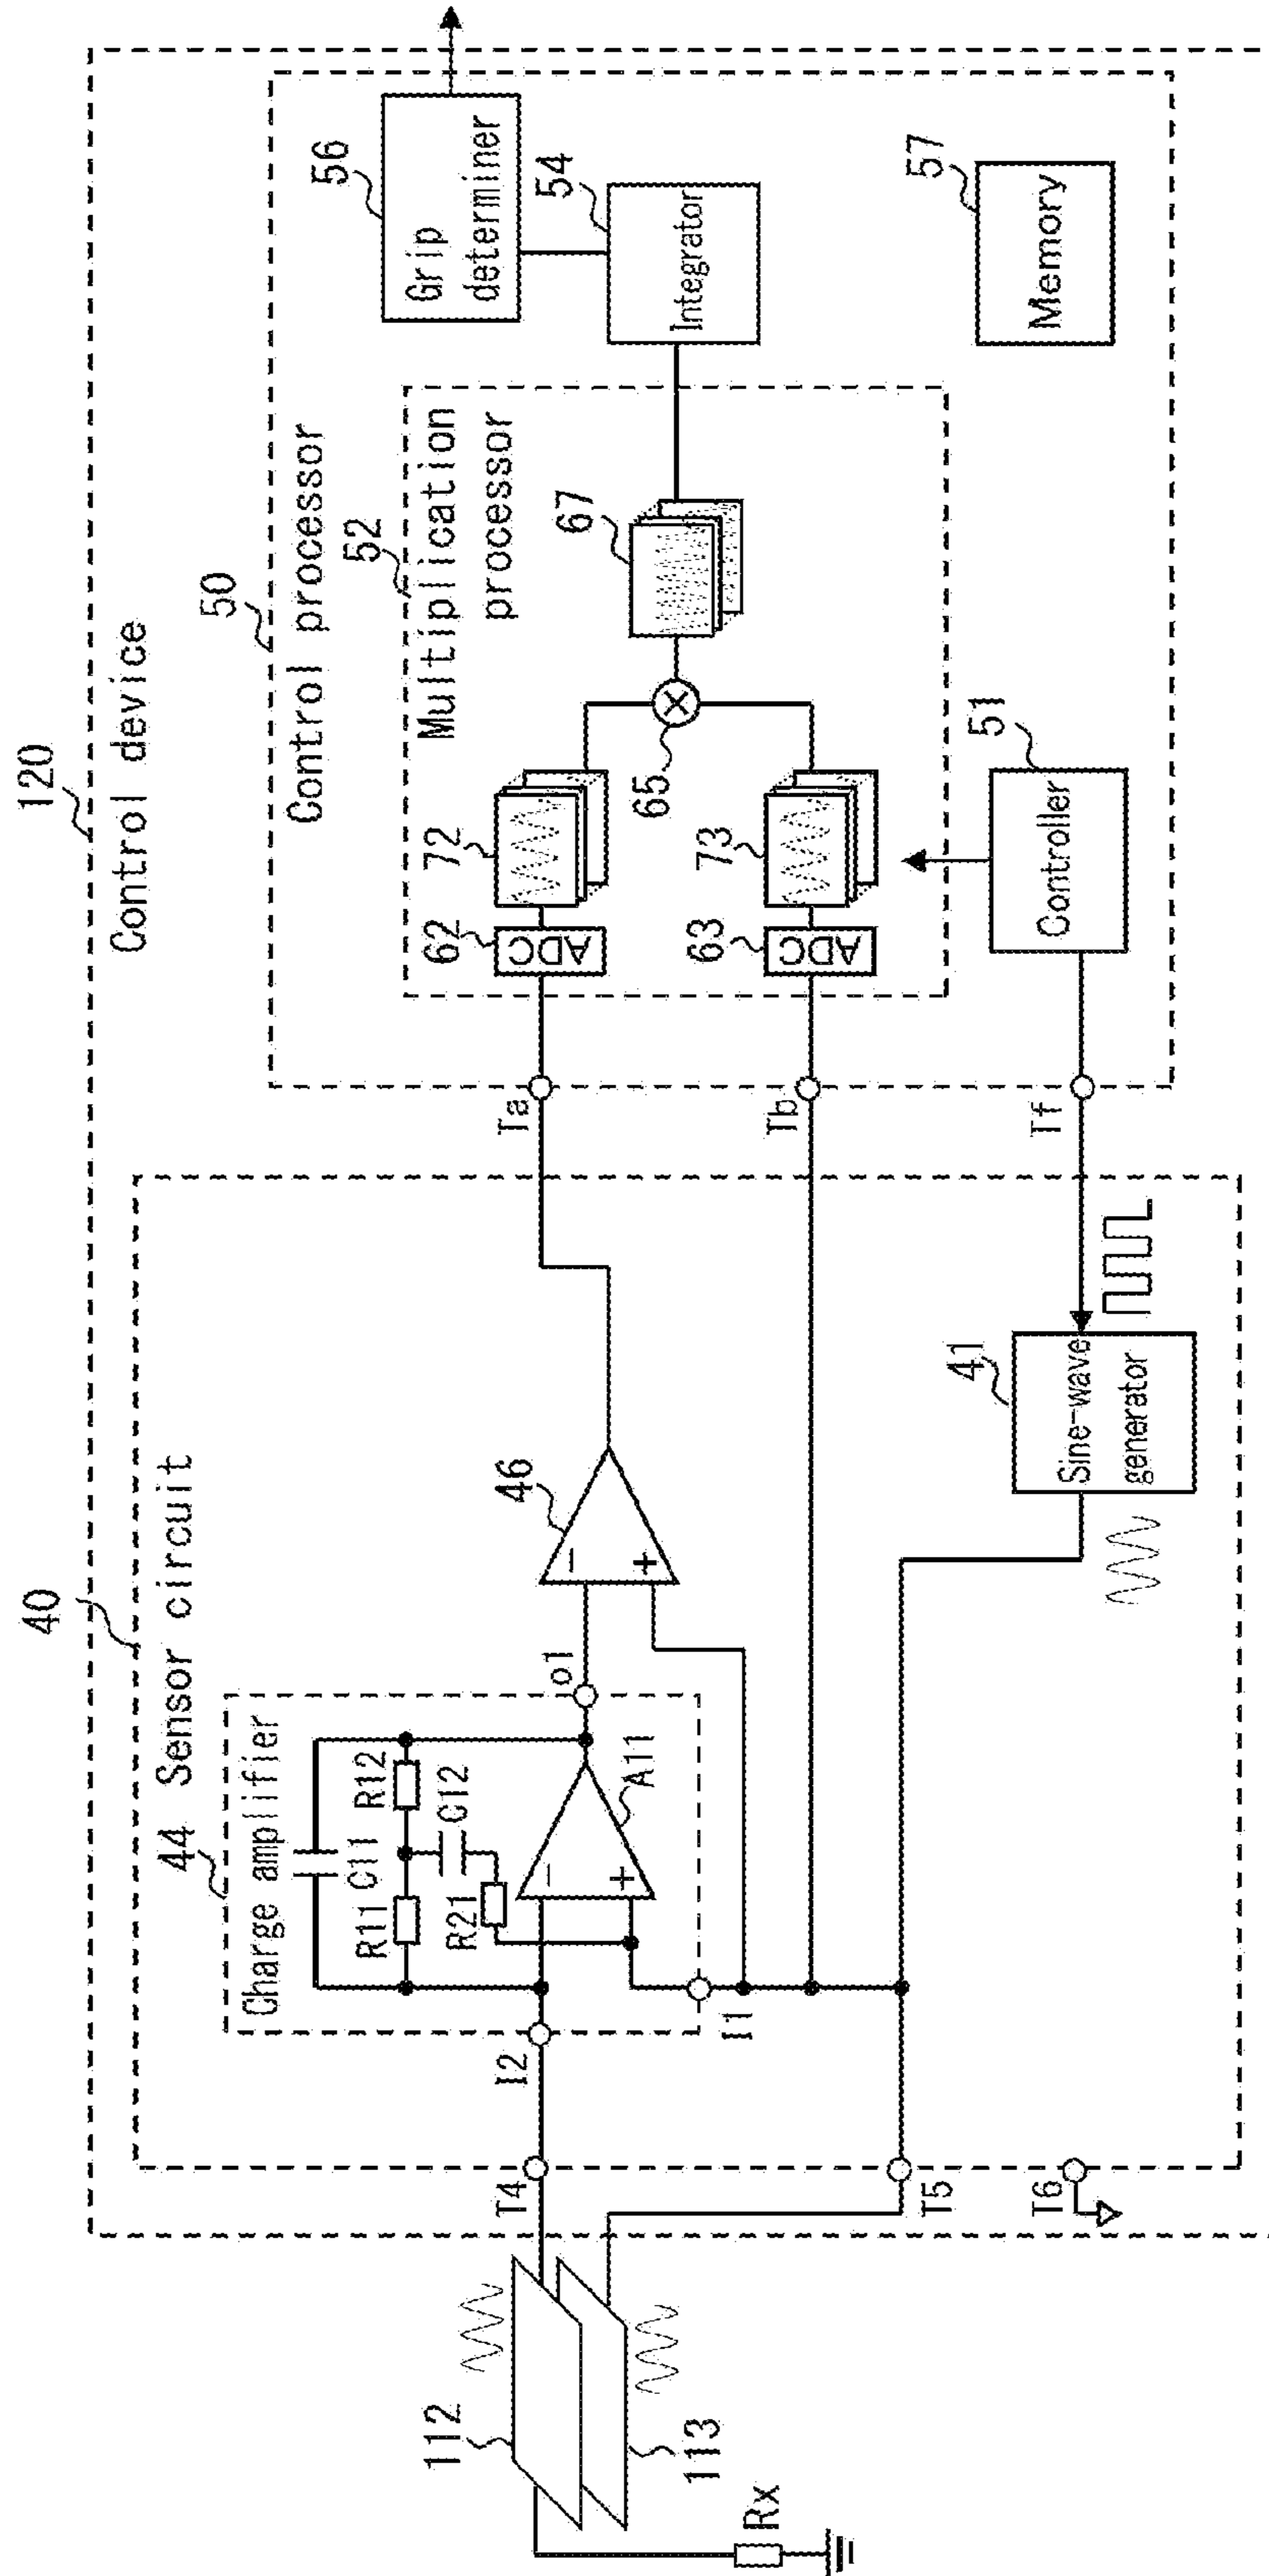 120
Control device
40
Sensor circuit
44
Charge amplifier
C11
R11
R12
C12
R21
A11
I2
I1
o1
46
41
Sine-wave
generator
T4
T5
T6
112
113
Rx
Ta
Tb
Tf
50
Control processor
52
Multiplication
processor
62
ADC
72
63
ADC
73
65
67
51
Controller
54
Integrator
56
Grip
determiner
57
Memory